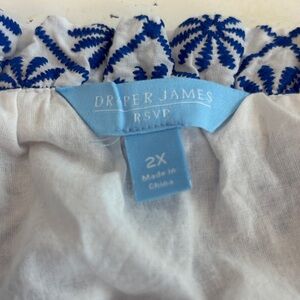 DRAPER JAMES
RSVP
2X
Made in
China